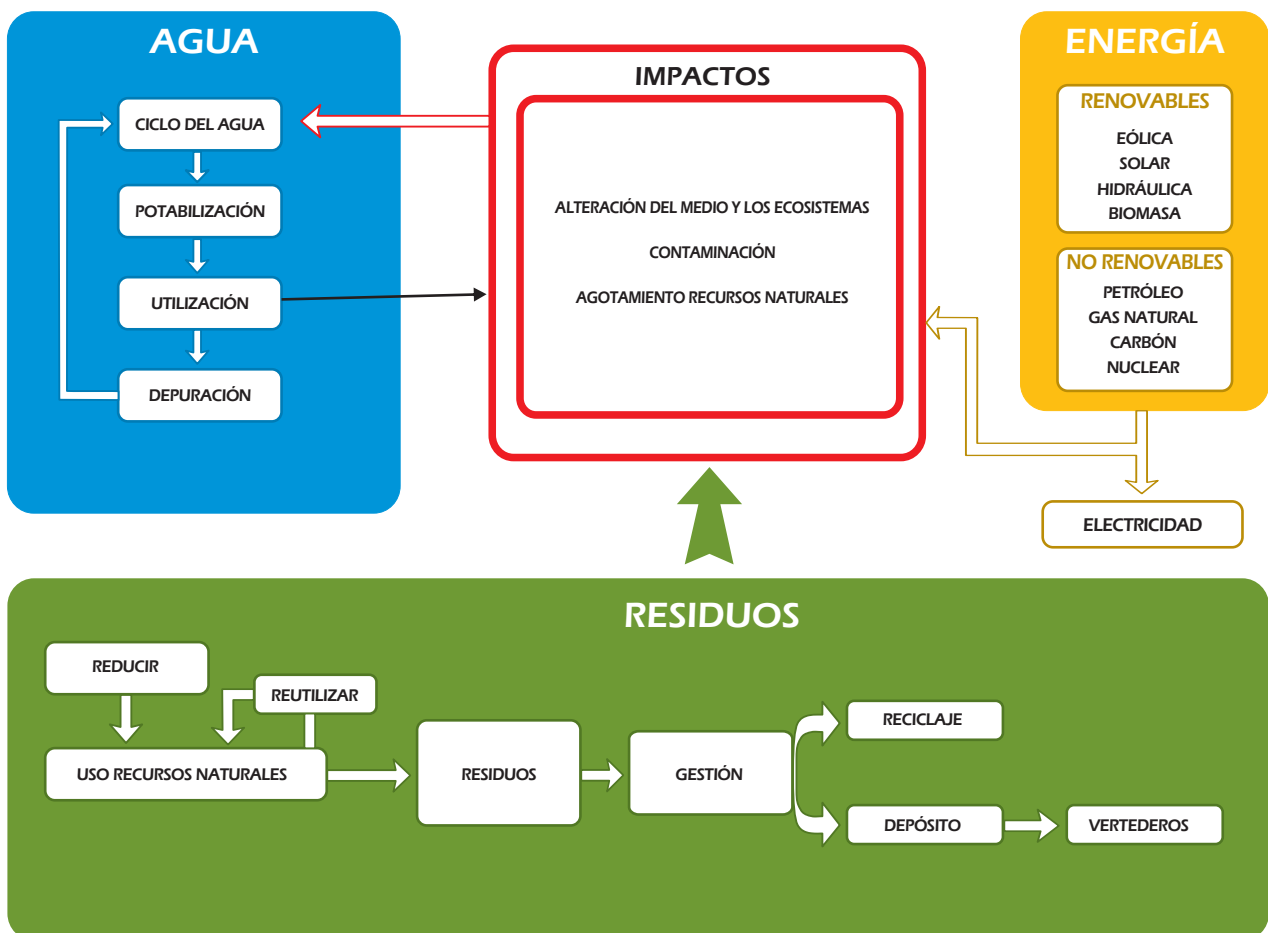 AGUA
CICLO DEL AGUA
POTABILIZACIÓN
UTILIZACIÓN
DEPURACIÓN
IMPACTOS
ALTERACIÓN DEL MEDIO Y LOS ECOSISTEMAS
CONTAMINACIÓN
AGOTAMIENTO RECURSOS NATURALES
ENERGÍA
RENOVABLES
EÓLICA
SOLAR
HIDRÁULICA
BIOMASA
NO RENOVABLES
PETRÓLEO
GAS NATURAL
CARBÓN
NUCLEAR
ELECTRICIDAD
RESIDUOS
REDUCIR
REUTILIZAR
USO RECURSOS NATURALES
RESIDUOS
GESTIÓN
RECICLAJE
DEPÓSITO
VERTEDEROS